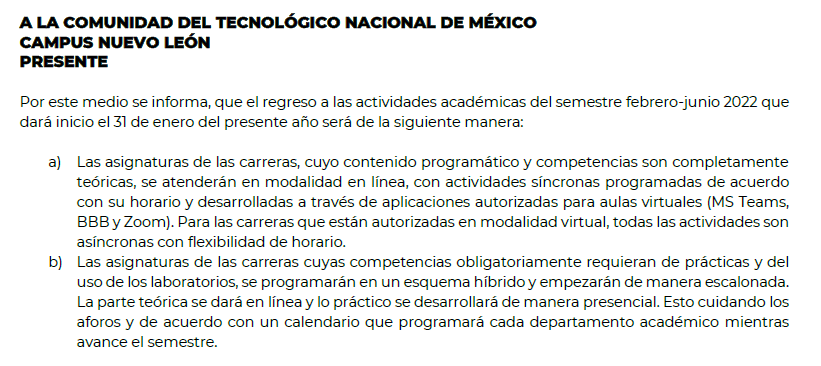 A LA COMUNIDAD DEL TECNOLÓGICO NACIONAL DE MÉXICO
CAMPUS NUEVO LEÓN
PRESENTE
Por este medio se informa, que el regreso a las actividades académicas del semestre febrero-junio 2022 que
dará inicio el 31 de enero del presente año será de la siguiente manera:
a) Las asignaturas de las carreras, cuyo contenido programático y competencias son completamente
teóricas, se atenderán en modalidad en línea, con actividades síncronas programadas de acuerdo
con su horario y desarrolladas a través de aplicaciones autorizadas para aulas virtuales (MS Teams,
BBB y Zoom). Para las carreras que están autorizadas en modalidad virtual, todas las actividades son
asíncronas con flexibilidad de horario.
b) Las asignaturas de las carreras cuyas competencias obligatoriamente requieran de prácticas y del
uso de los laboratorios, se programarán en un esquema híbrido y empezarán de manera escalonada.
La parte teórica se dará en línea y lo práctico se desarrollará de manera presencial. Esto cuidando los
aforos y de acuerdo con un calendario que programará cada departamento académico mientras
avance el semestre.